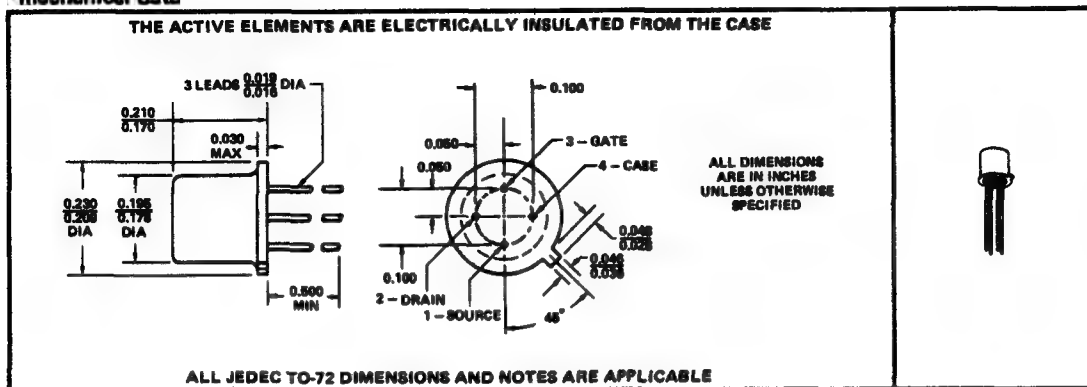 THE ACTIVE ELEMENTS ARE ELECTRICALLY INSULATED FROM THE CASE
3 LEADS 0.019
0.016 DIA
0.100
0.210
0.170
0.030
MAX
0.050
3 – GATE
4 – CASE
0.050
ALL DIMENSIONS
ARE IN INCHES
UNLESS OTHERWISE
SPECIFIED
0.230
0.209
DIA
0.195
0.178
DIA
0.046
0.100
0.500
MIN
2 – DRAIN
1 – SOURCE
45°
ALL JEDEC TO-72 DIMENSIONS AND NOTES ARE APPLICABLE